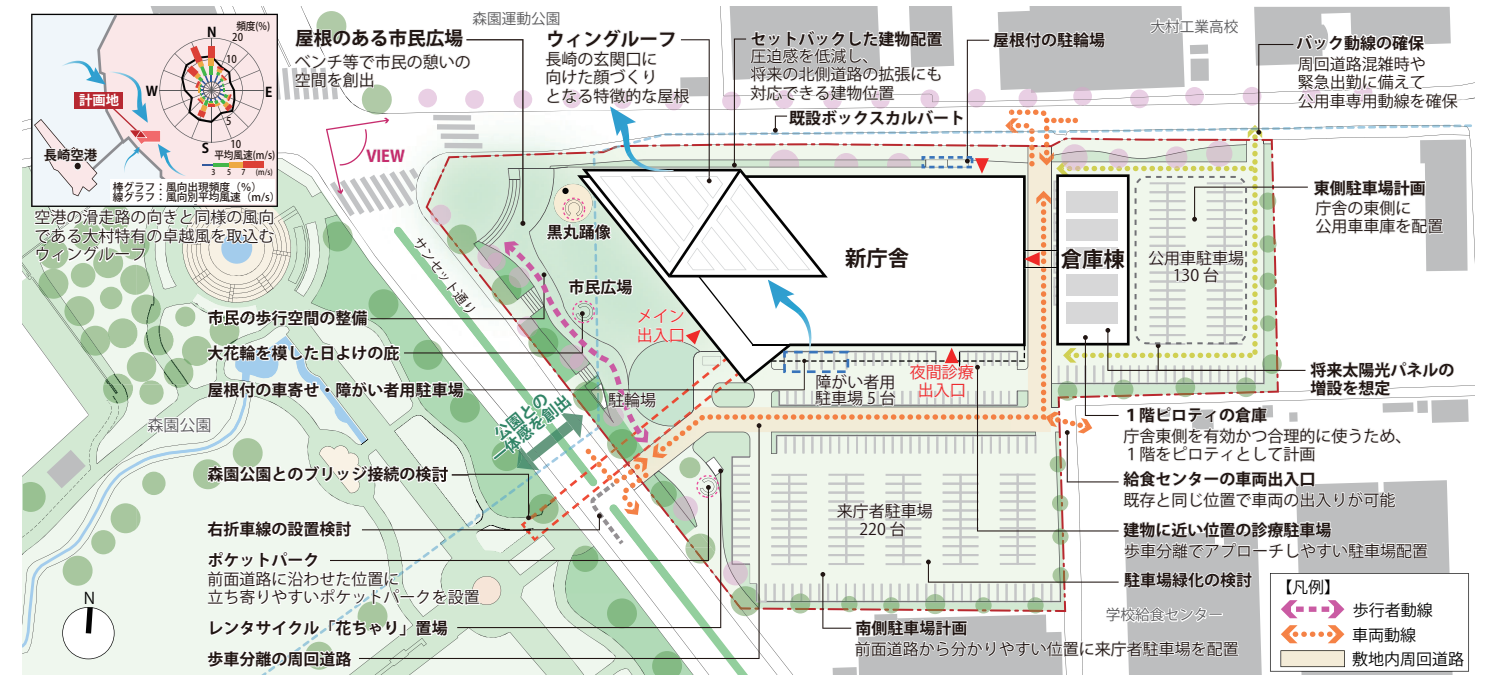 森園運動公園
大村工業高校
頻度(%)
N
20
10
W
E
5
S
10
平均風速(m/s)
3 5 7 (m/s)
計画地
長崎空港
棒グラフ：風向出現頻度（%）
線グラフ：風向別平均風速（m/s）
空港の滑走路の向きと同様の風向
である大村特有の卓越風を取込む
ウィングルーフ
屋根のある市民広場
ベンチ等で市民の憩いの
空間を創出
ウィングルーフ
長崎の玄関口に
向けた顔づくり
となる特徴的な屋根
セットバックした建物配置
圧迫感を低減し、
将来の北側道路の拡張にも
対応できる建物位置
屋根付の駐輪場
バック動線の確保
周回道路混雑時や
緊急出動に備えて
公用車専用動線を確保
既設ボックスカルバート
VIEW
黒丸踊像
サンセット通り
市民広場
新庁舎
倉庫棟
公用車駐車場
130 台
東側駐車場計画
庁舎の東側に
公用車車庫を配置
メイン
出入口
夜間診療
出入口
障がい者用
駐車場 5 台
駐輪場
公園との
一体感を創出
市民の歩行空間の整備
大花輪を模した日よけの庇
屋根付の車寄せ・障がい者用駐車場
森園公園
森園公園とのブリッジ接続の検討
右折車線の設置検討
ポケットパーク
前面道路に沿わせた位置に
立ち寄りやすいポケットパークを設置
レンタサイクル「花ちゃり」置場
歩車分離の周回道路
N
来庁者駐車場
220 台
将来太陽光パネルの
増設を想定
1階ピロティの倉庫
庁舎東側を有効かつ合理的に使うため、
1階をピロティとして計画
給食センターの車両出入口
既存と同じ位置で車両の出入りが可能
建物に近い位置の診療駐車場
歩車分離でアプローチしやすい駐車場配置
駐車場緑化の検討
学校給食センター
南側駐車場計画
前面道路から分かりやすい位置に来庁者駐車場を配置
【凡例】
歩行者動線
車両動線
敷地内周回道路